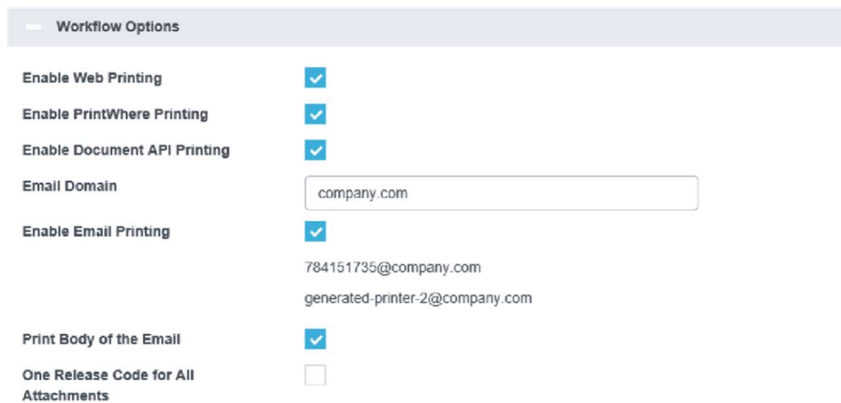 Workflow Options
Enable Web Printing
Enable PrintWhere Printing
Enable Document API Printing
Email Domain
company.com
Enable Email Printing
784151735@company.com
generated-printer-2@company.com
Print Body of the Email
One Release Code for All
Attachments